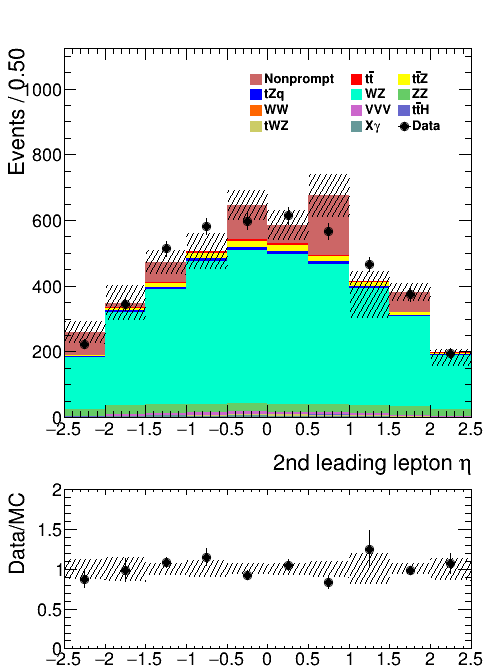 Events / 0.50
1000
800
600
400
200
0
Nonprompt tt̄ tt̄Z
tZq WZ ZZ
WW VVV tt̄H
tWZ Xγ Data
−2.5 −2 −1.5 −1 −0.5 0 0.5 1 1.5 2 2.5
2nd leading lepton η
Data/MC
2
1.5
1
0.5
0
−2.5 −2 −1.5 −1 −0.5 0 0.5 1 1.5 2 2.5